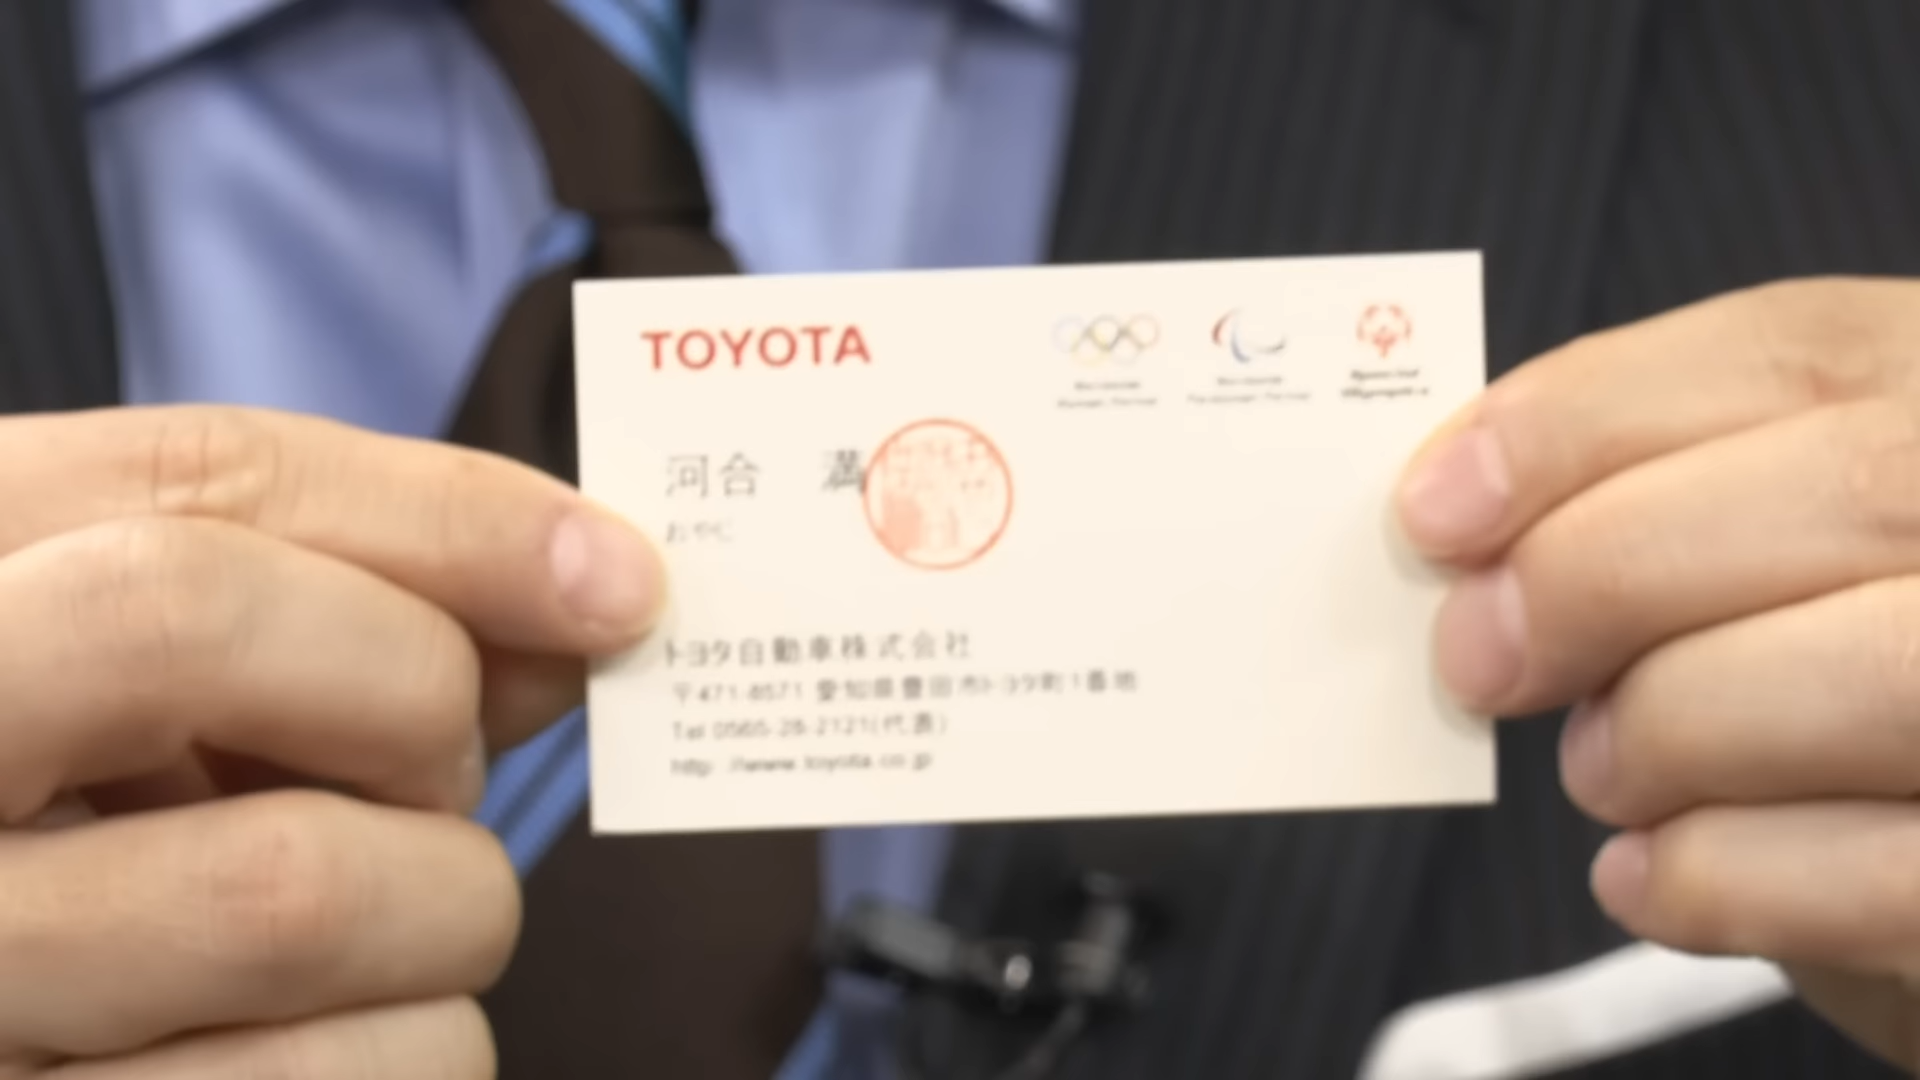 TOYOTA
河合 満
おやじ
トヨタ自動車株式会社
〒471-8571 愛知県豊田市トヨタ町1番地
Tel 0565-28-2121(代表)
http://www.toyota.co.jp